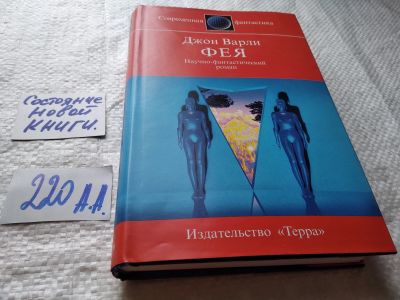 Современная фантастика
Джон Варли
ФЕЯ
Научно-фантастический
роман
Издательство «Терра»
Состояние
новой
книги.
220 А.А.